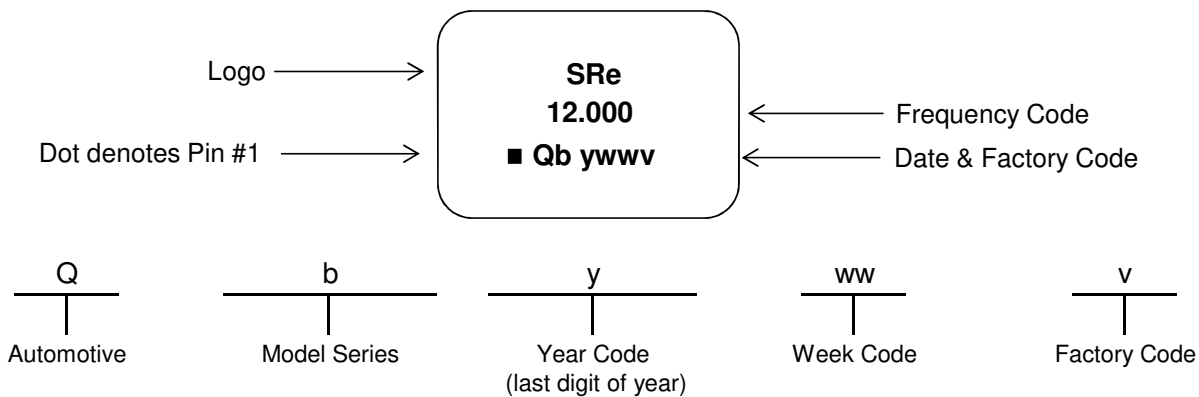 SRe
Logo
12.000
Frequency Code
Dot denotes Pin #1
■ Qb ywwv
Date & Factory Code
Q b y ww v
Automotive Model Series Year Code Week Code Factory Code
(last digit of year)